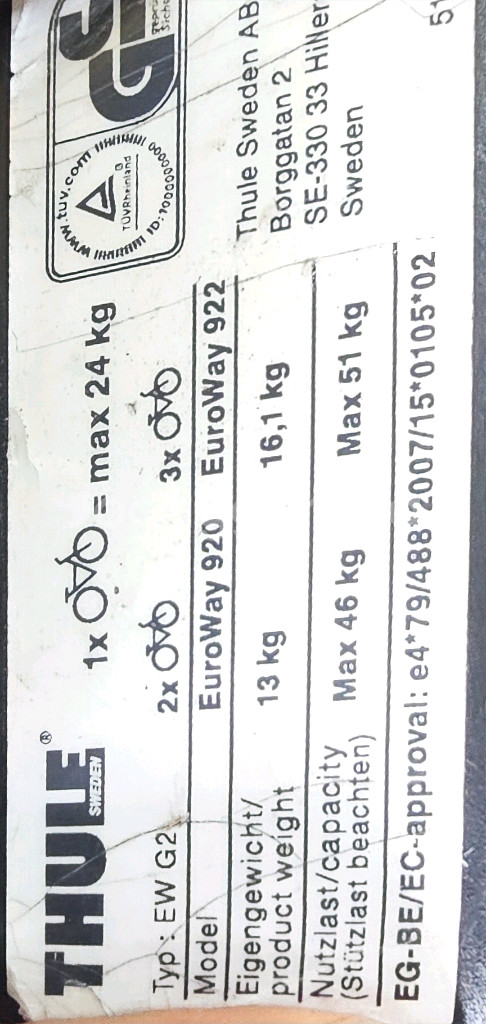 THULE®
SWEDEN
1x = max 24 kg
www.tuv.com
TÜVRheinland
Typ: EW G2 2x 3x
Model EuroWay 920 EuroWay 922
Eigengewicht/
product weight 13 kg 16,1 kg
Nutzlast/capacity
(Stützlast beachten) Max 46 kg Max 51 kg
EG-BE/EC-approval: e4*79/488*2007/15*0105*02
Thule Sweden AB
Borggatan 2
SE-330 33
Sweden